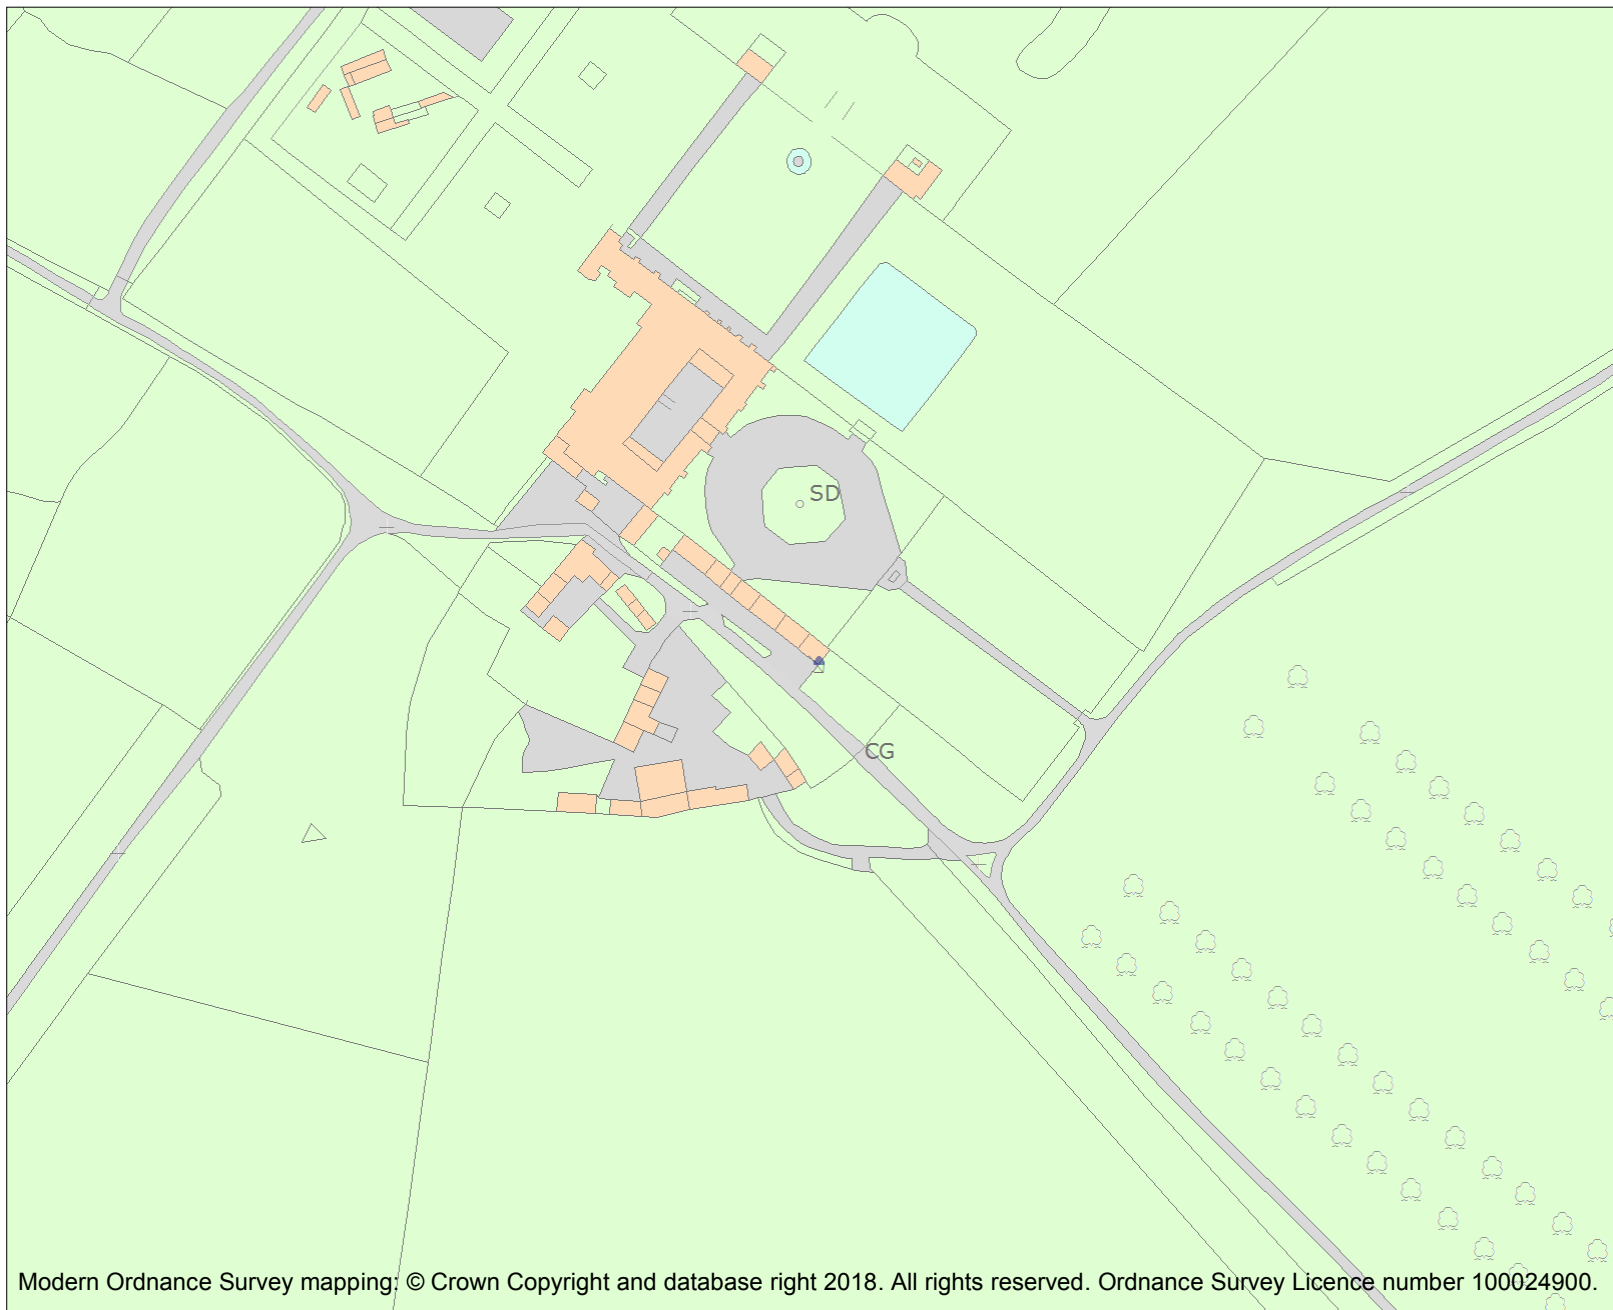 SD
CG
Modern Ordnance Survey mapping: © Crown Copyright and database right 2018. All rights reserved. Ordnance Survey Licence number 100024900.